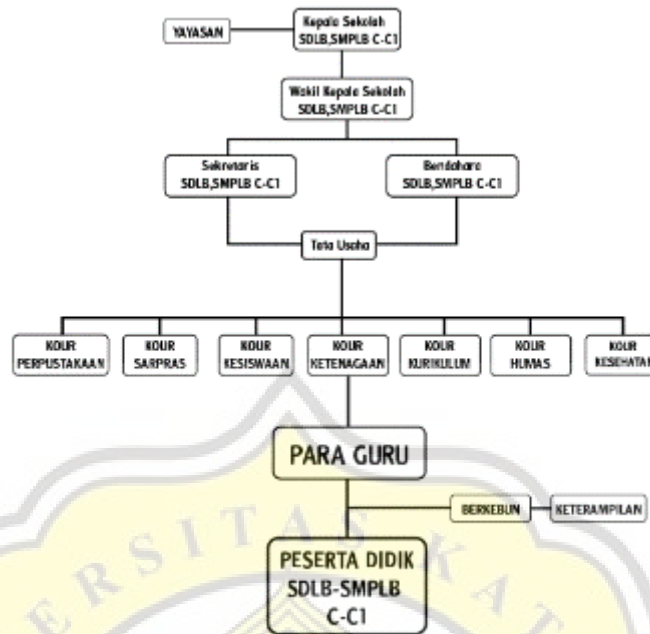 YAYASAN
Kepala Sekolah
SDLB,SMPLB C-C1
Wakil Kepala Sekolah
SDLB,SMPLB C-C1
Sekretaris
SDLB,SMPLB C-C1
Bendahara
SDLB,SMPLB C-C1
Tata Usaha
KOUR
PERPUSTAKAAN
KOUR
SARPRAS
KOUR
KESISWAAN
KOUR
KETENAGAAN
KOUR
KURIKULUM
KOUR
HUMAS
KOUR
KESEHATAN
PARA GURU
BERKEBUN
KETERAMPILAN
PESERTA DIDIK
SDLB-SMPLB
C-C1
ERSITAS KAT